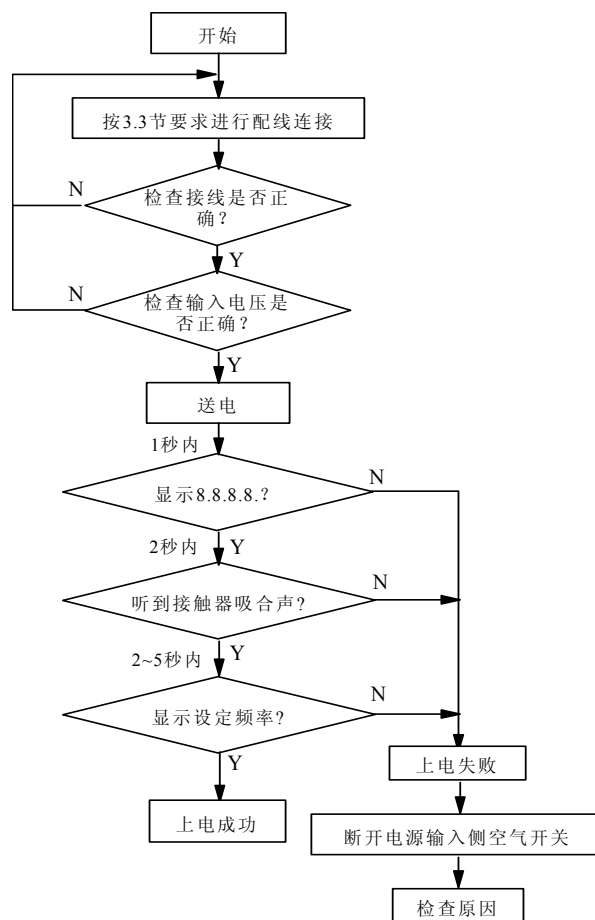 开始
按3.3节要求进行配线连接
N
检查接线是否正
确?
Y
N
检查输入电压是
否正确?
Y
送电
1秒内
N
显示8.8.8.8.?
2秒内
Y
N
听到接触器吸合声?
2~5秒内
Y
N
显示设定频率?
Y
上电失败
上电成功
断开电源输入侧空气开关
检查原因